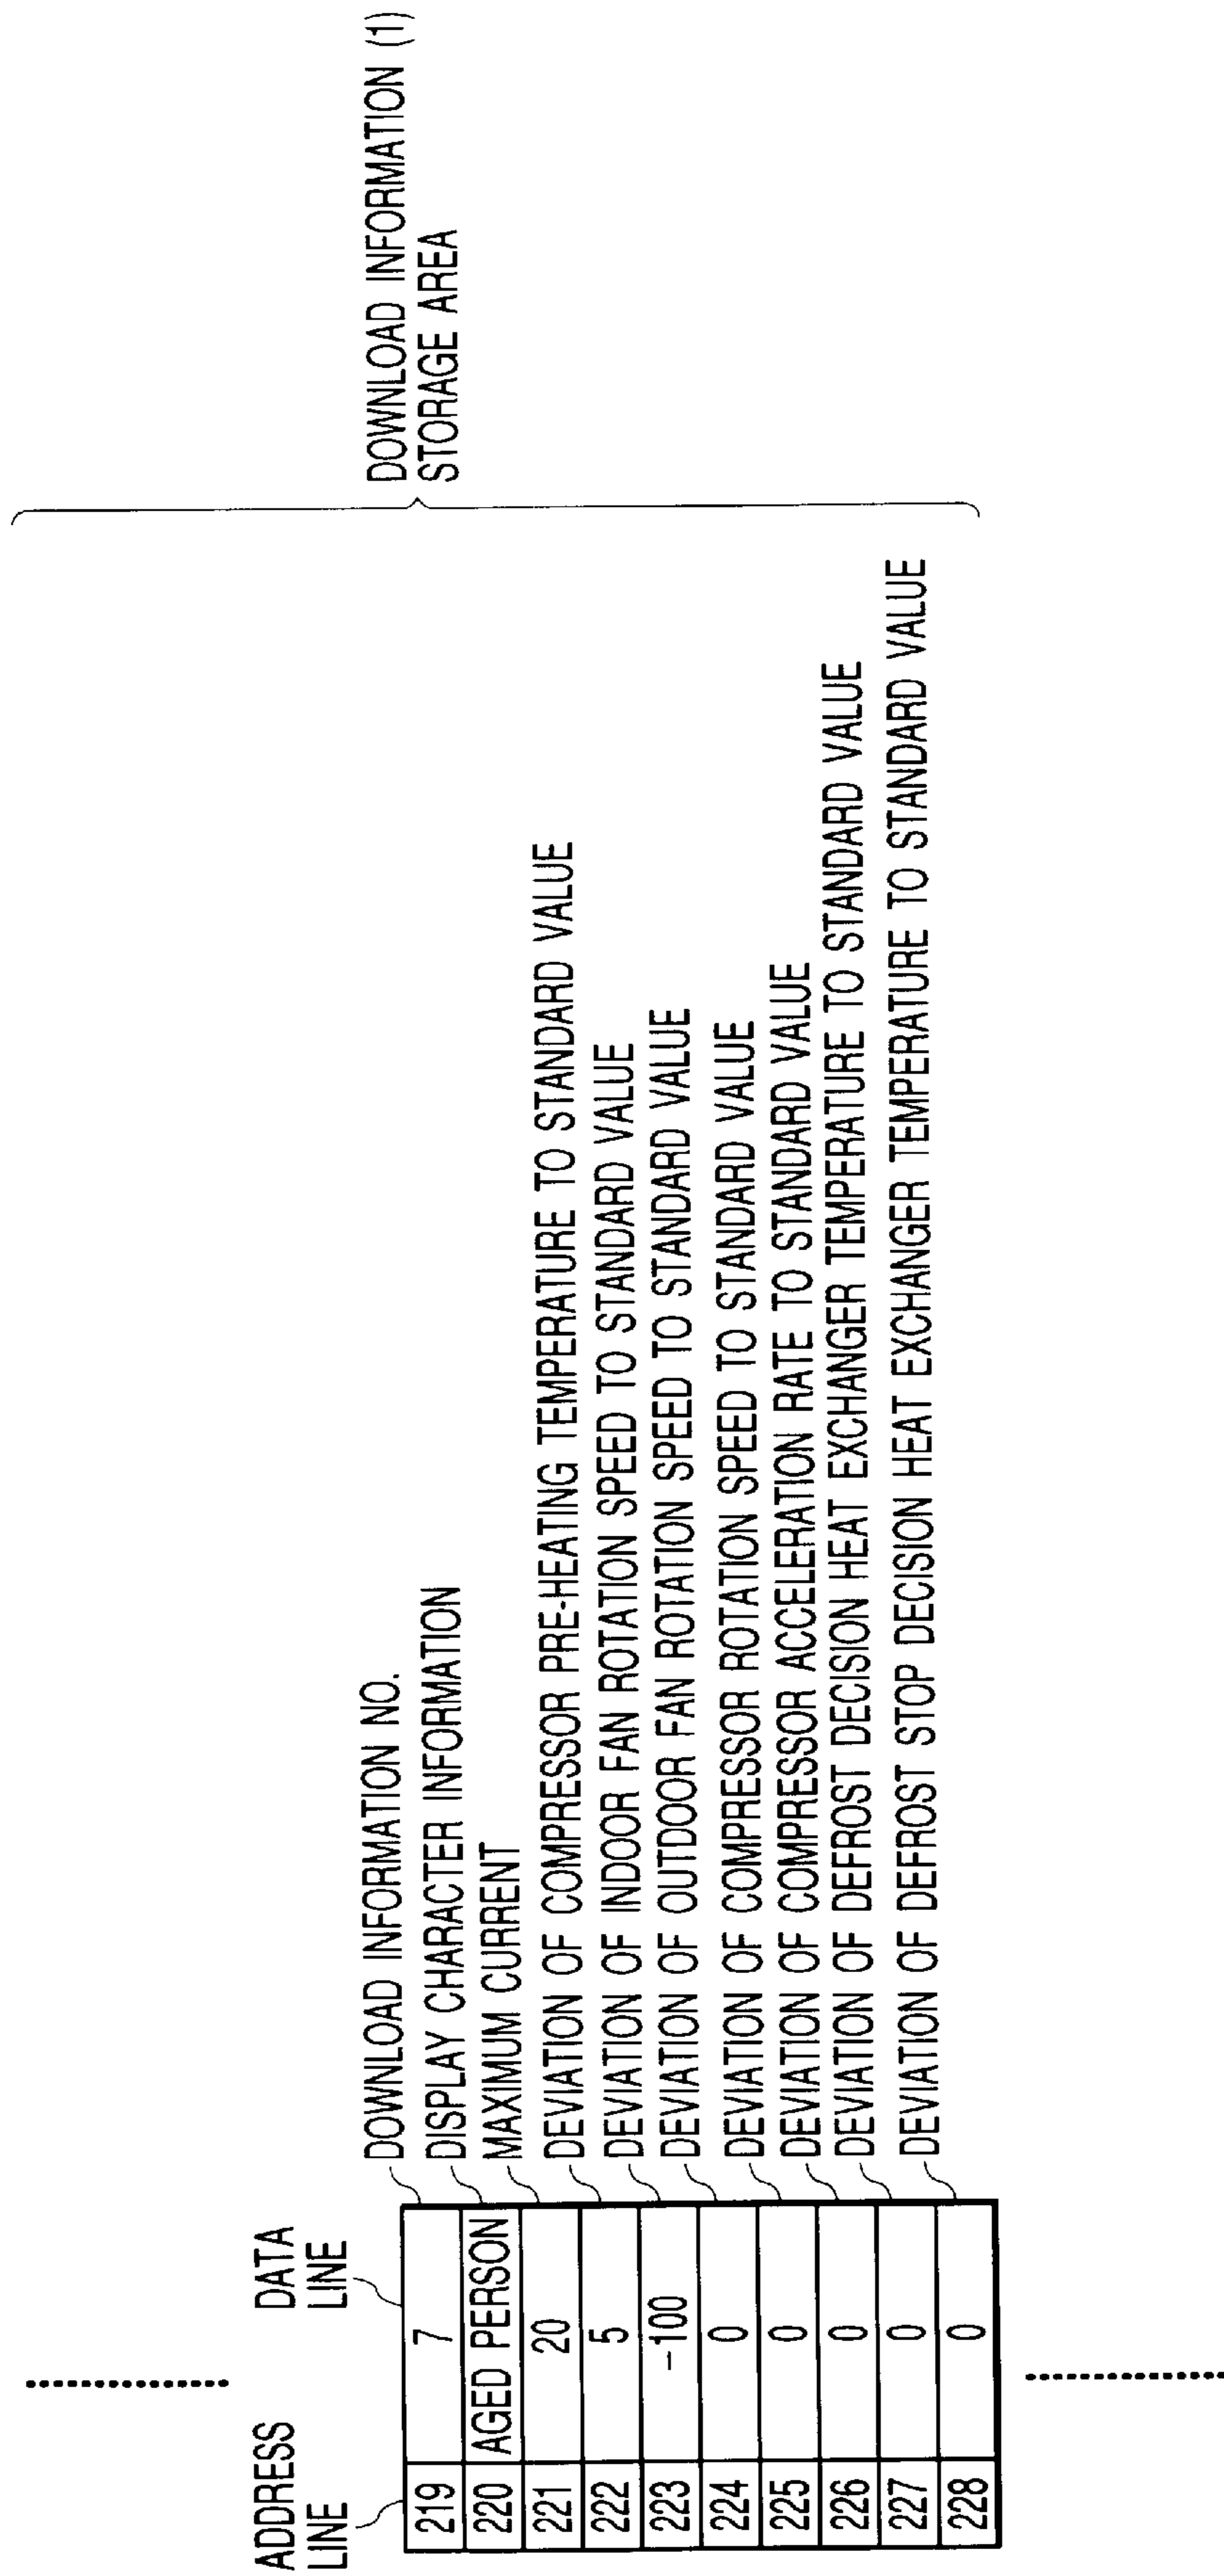 ADDRESS
LINE
DATA
LINE
219 7 DOWNLOAD INFORMATION NO.
220 AGED PERSON DISPLAY CHARACTER INFORMATION
221 20 MAXIMUM CURRENT
222 5 DEVIATION OF COMPRESSOR PRE-HEATING TEMPERATURE TO STANDARD VALUE
223 -100 DEVIATION OF INDOOR FAN ROTATION SPEED TO STANDARD VALUE
224 0 DEVIATION OF OUTDOOR FAN ROTATION SPEED TO STANDARD VALUE
225 0 DEVIATION OF COMPRESSOR ROTATION SPEED TO STANDARD VALUE
226 0 DEVIATION OF COMPRESSOR ACCELERATION RATE TO STANDARD VALUE
227 0 DEVIATION OF DEFROST DECISION HEAT EXCHANGER TEMPERATURE TO STANDARD VALUE
228 0 DEVIATION OF DEFROST STOP DECISION HEAT EXCHANGER TEMPERATURE TO STANDARD VALUE
DOWNLOAD INFORMATION (1)
STORAGE AREA